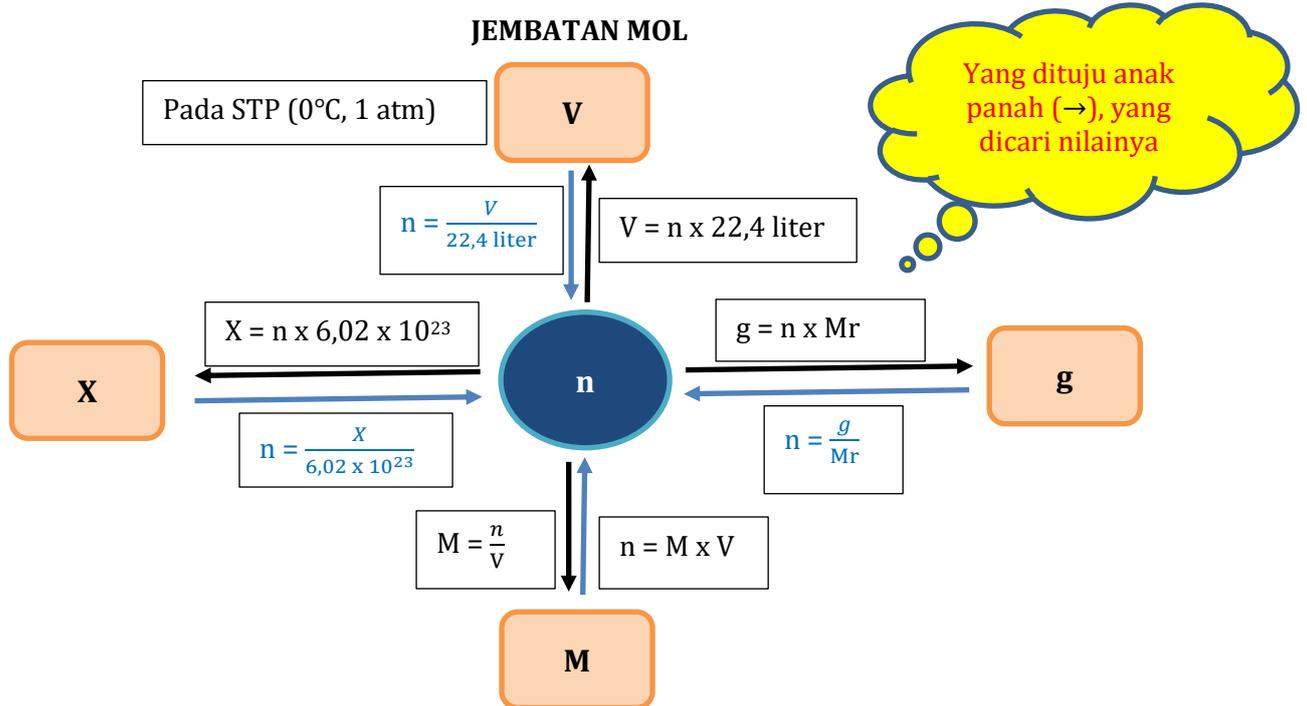 JEMBATAN MOL
Pada STP (0°C, 1 atm)
V
Yang dituju anak
panah (→), yang
dicari nilainya
n = V / 22,4 liter
V = n x 22,4 liter
X = n x 6,02 x 10²³
g = n x Mr
X
n
g
n = X / 6,02 x 10²³
n = g / Mr
M = n / V
n = M x V
M